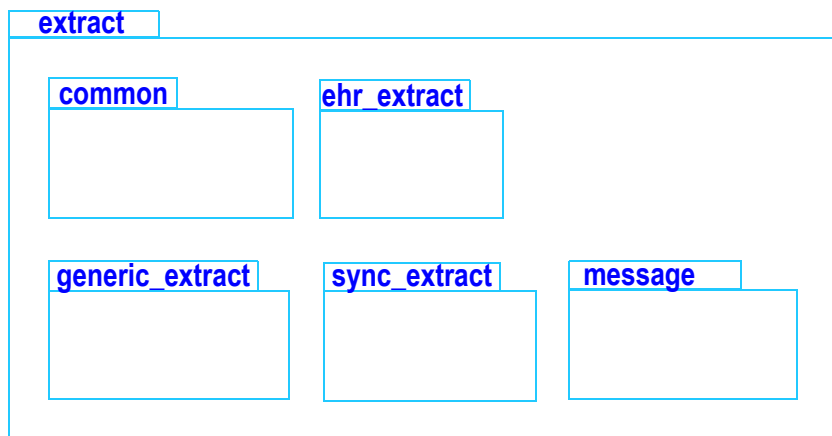 extract
common
ehr_extract
generic_extract
sync_extract
message